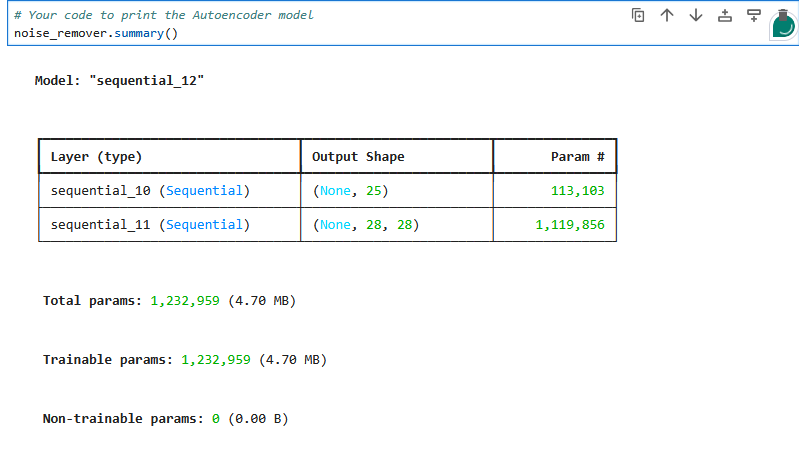 # Your code to print the Autoencoder model
noise_remover.summary()
Model: "sequential_12"
Layer (type) Output Shape Param #
sequential_10 (Sequential) (None, 25) 113,103
sequential_11 (Sequential) (None, 28, 28) 1,119,856
Total params: 1,232,959 (4.70 MB)
Trainable params: 1,232,959 (4.70 MB)
Non-trainable params: 0 (0.00 B)